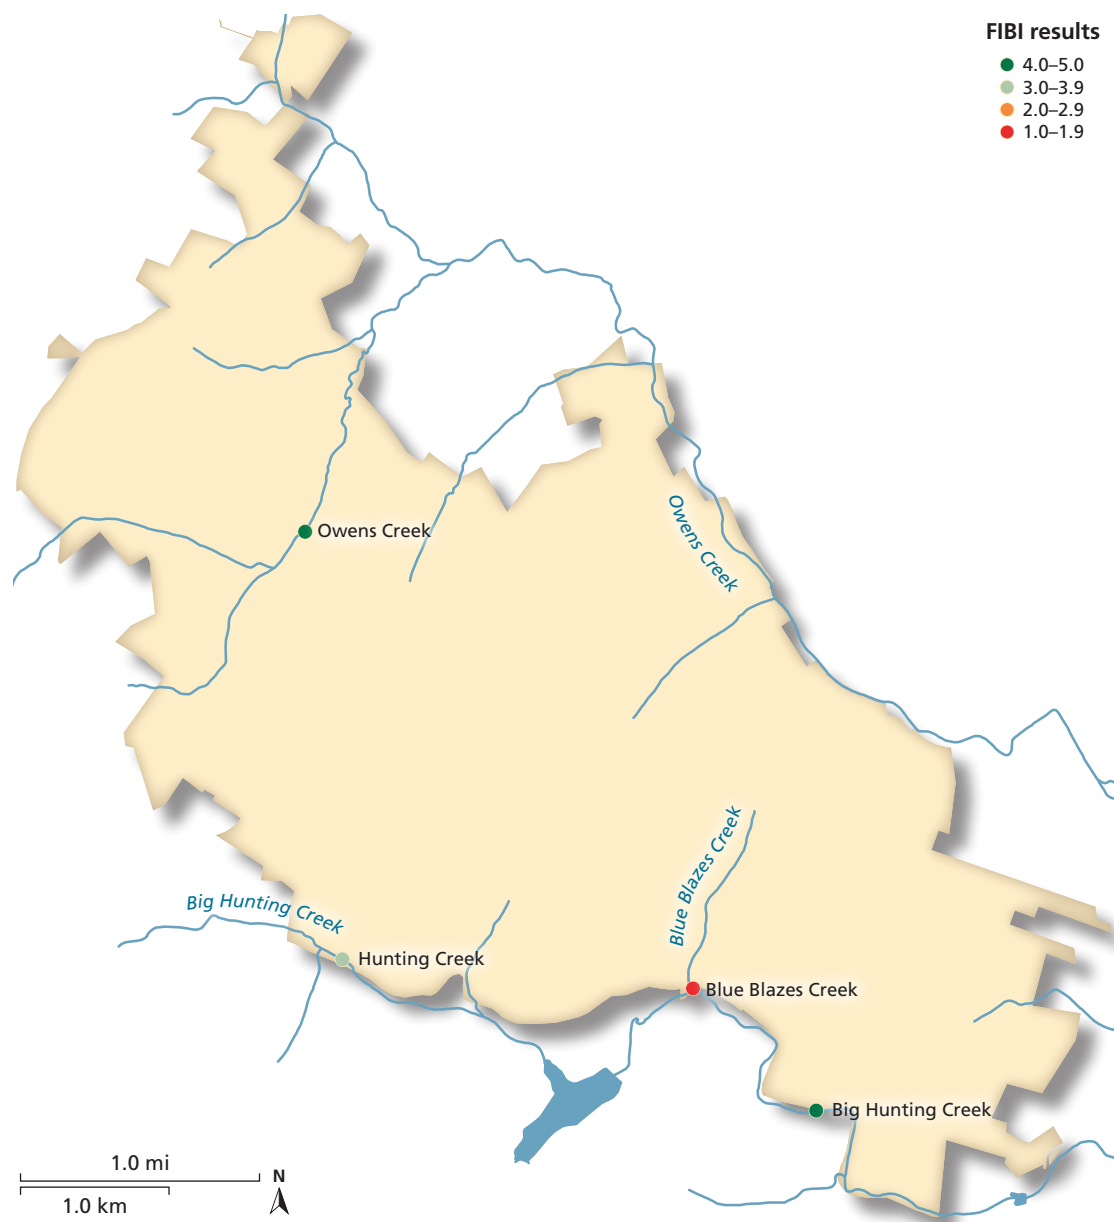 FIBI results
4.0–5.0
3.0–3.9
2.0–2.9
1.0–1.9
Owens Creek
Owens Creek
Blue Blazes Creek
Big Hunting Creek
Hunting Creek
Blue Blazes Creek
Big Hunting Creek
1.0 mi
N
1.0 km